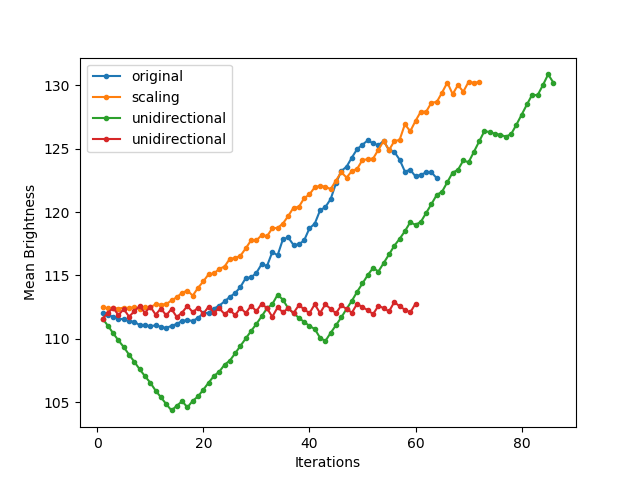 original
scaling
unidirectional
unidirectional
130
125
120
115
110
105
Mean Brightness
0 20 40 60 80
Iterations